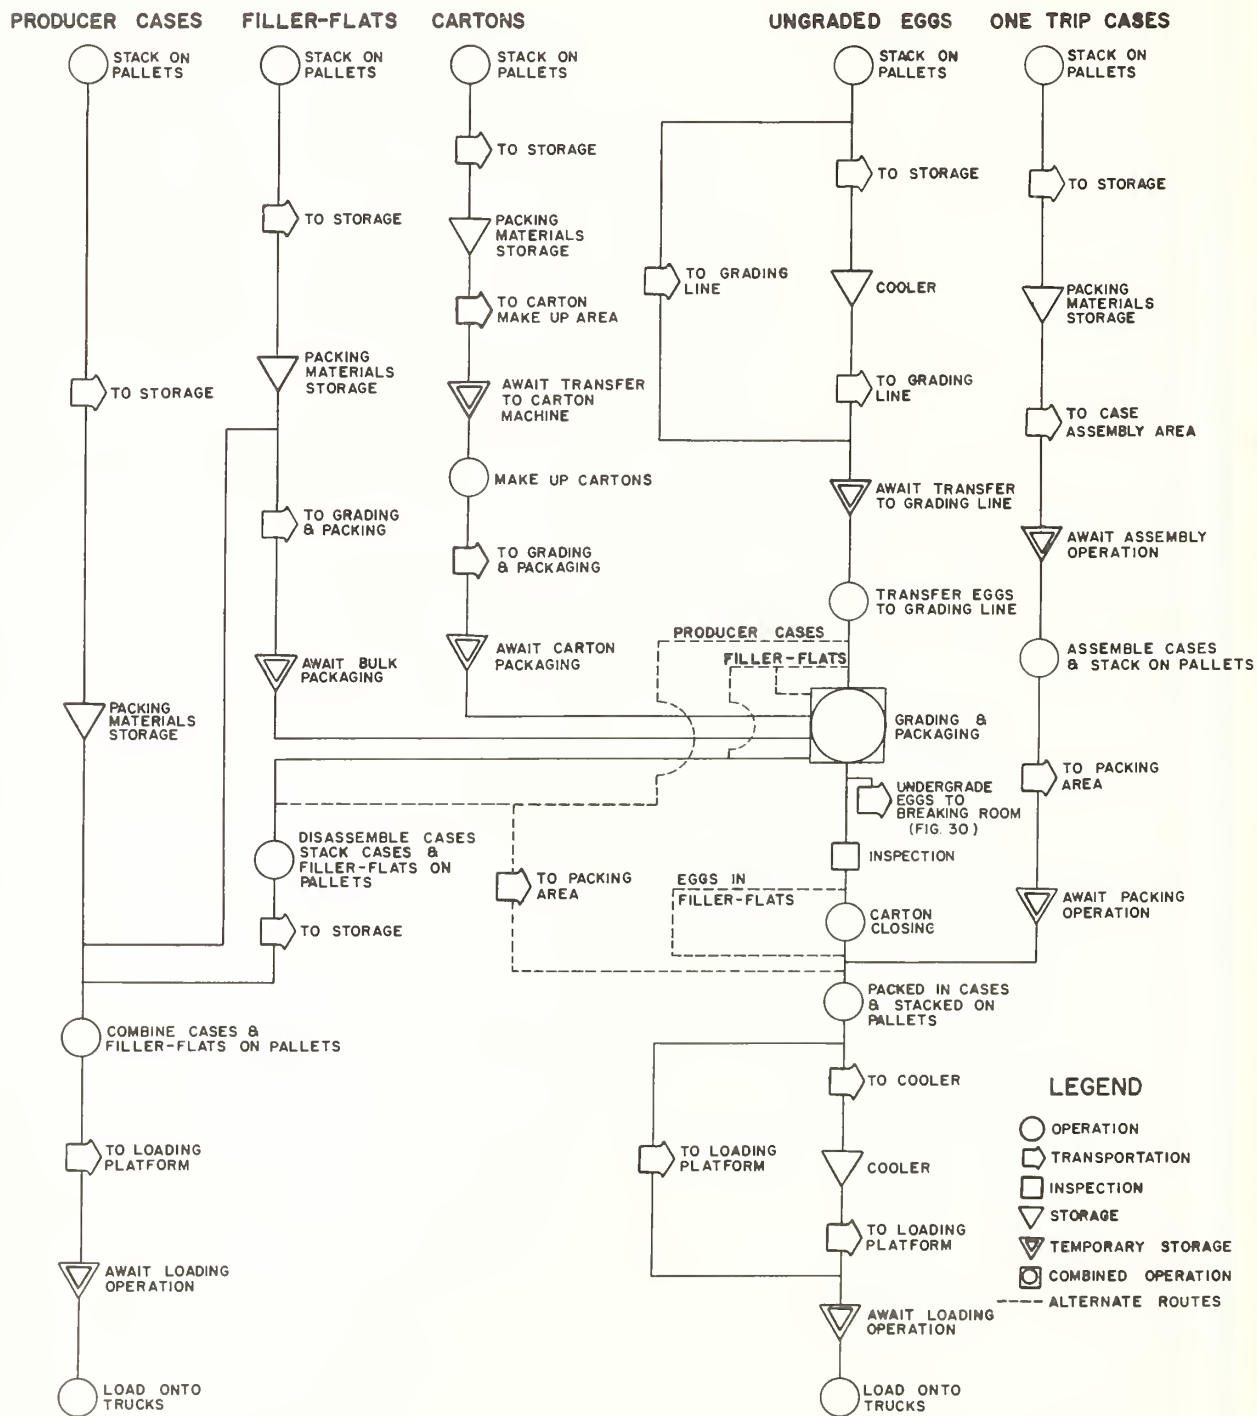 PRODUCER CASES
FILLER-FLATS
CARTONS
UNGRADED EGGS
ONE TRIP CASES
STACK ON
PALLETS
TO STORAGE
PACKING
MATERIALS
STORAGE
COMBINE CASES &
FILLER-FLATS ON PALLETS
TO LOADING
PLATFORM
AWAIT LOADING
OPERATION
LOAD ONTO
TRUCKS
STACK ON
PALLETS
TO STORAGE
PACKING
MATERIALS
STORAGE
TO GRADING
& PACKING
AWAIT BULK
PACKAGING
DISASSEMBLE CASES
STACK CASES &
FILLER-FLATS ON
PALLETS
TO STORAGE
STACK ON
PALLETS
TO STORAGE
PACKING
MATERIALS
STORAGE
TO CARTON
MAKE UP AREA
AWAIT TRANSFER
TO CARTON
MACHINE
MAKE UP CARTONS
TO GRADING
& PACKAGING
AWAIT CARTON
PACKAGING
TO PACKING
AREA
STACK ON
PALLETS
TO STORAGE
TO GRADING
LINE
COOLER
TO GRADING
LINE
AWAIT TRANSFER
TO GRADING LINE
TRANSFER EGGS
TO GRADING LINE
PRODUCER CASES
FILLER-FLATS
GRADING &
PACKAGING
UNDERGRADE
EGGS TO
BREAKING ROOM
(FIG. 30)
INSPECTION
EGGS IN
FILLER-FLATS
CARTON
CLOSING
PACKED IN CASES
& STACKED ON
PALLETS
TO COOLER
TO LOADING
PLATFORM
COOLER
TO LOADING
PLATFORM
AWAIT LOADING
OPERATION
LOAD ONTO
TRUCKS
STACK ON
PALLETS
TO STORAGE
PACKING
MATERIALS
STORAGE
TO CASE
ASSEMBLY AREA
AWAIT ASSEMBLY
OPERATION
ASSEMBLE CASES
& STACK ON PALLETS
TO PACKING
AREA
AWAIT PACKING
OPERATION
LEGEND
OPERATION
TRANSPORTATION
INSPECTION
STORAGE
TEMPORARY STORAGE
COMBINED OPERATION
ALTERNATE ROUTES